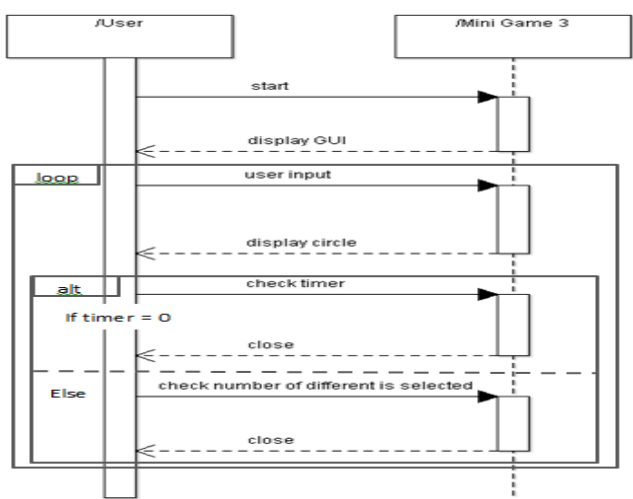 /User
/Mini Game 3
start
display GUI
loop
user input
display circle
alt
check timer
If timer = 0
close
check number of different is selected
Else
close